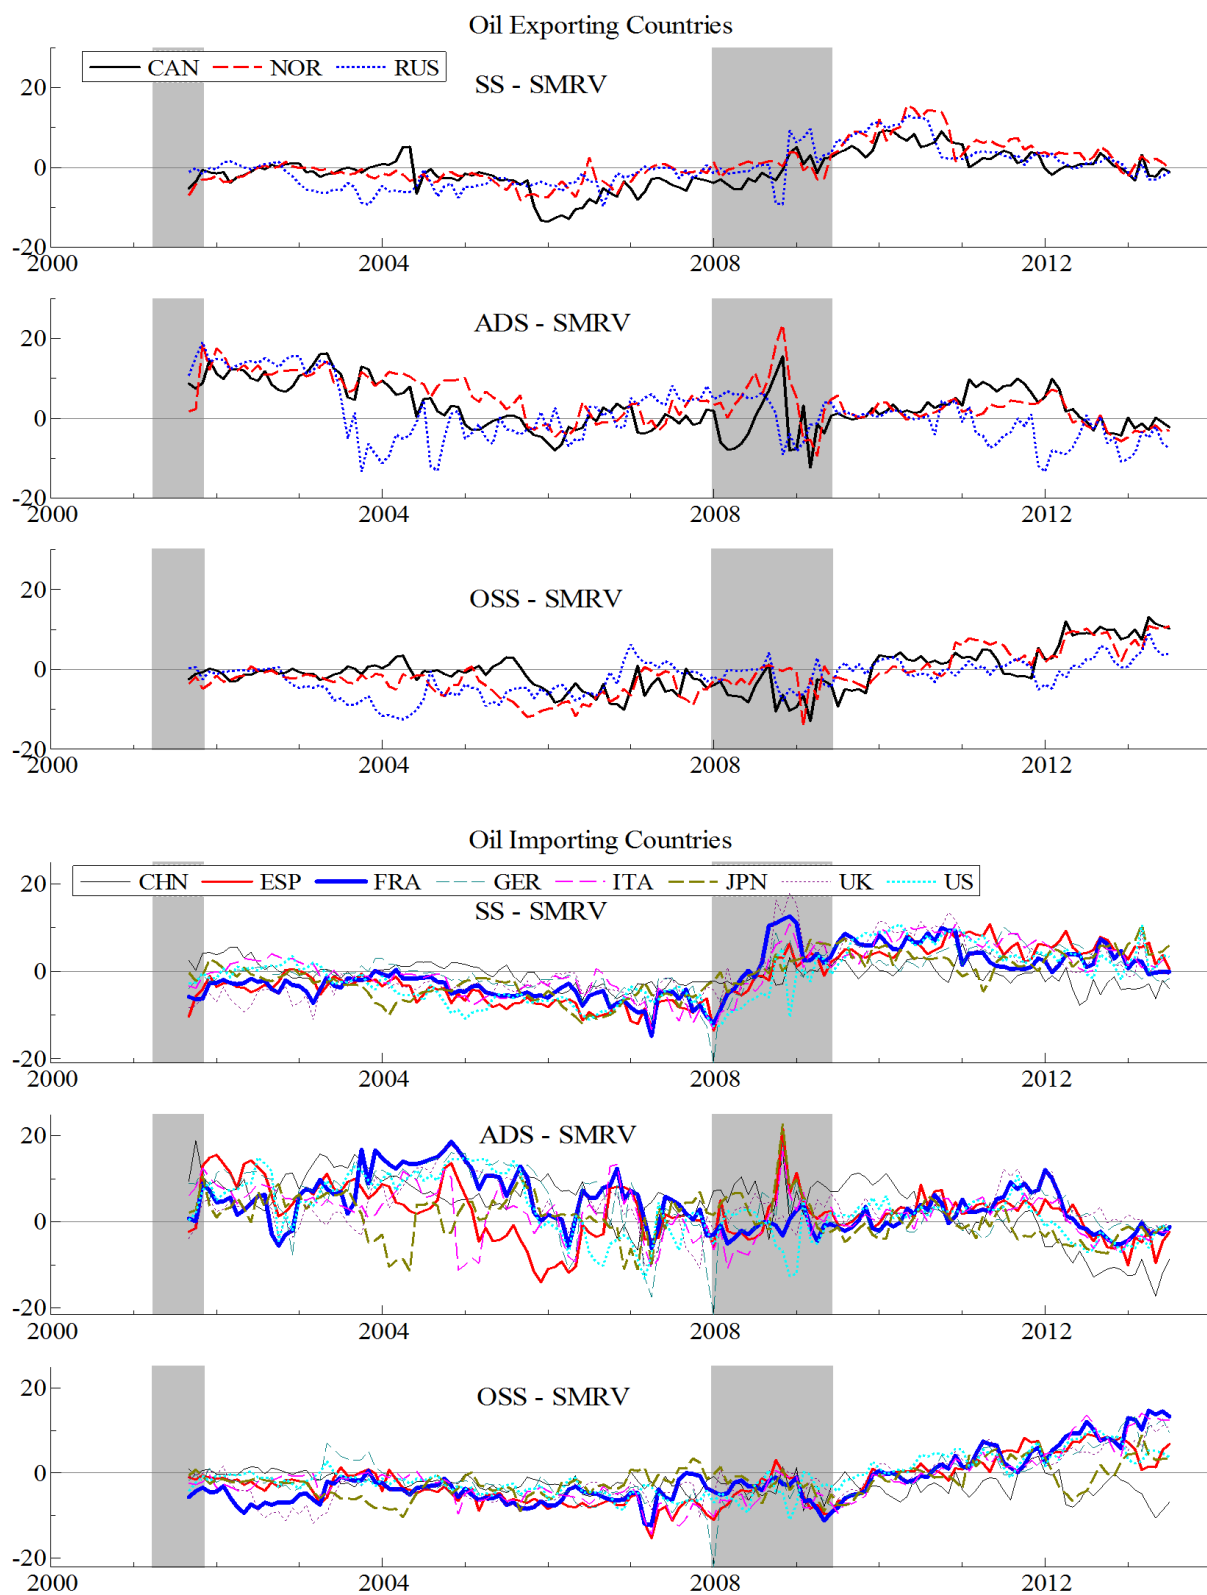 Oil Exporting Countries
CAN NOR RUS
SS - SMRV
20
0
-20
2000 2004 2008 2012
ADS - SMRV
20
0
-20
2000 2004 2008 2012
OSS - SMRV
20
0
-20
2000 2004 2008 2012
Oil Importing Countries
CHN ESP FRA GER ITA JPN UK US
SS - SMRV
20
0
-20
2000 2004 2008 2012
ADS - SMRV
20
0
-20
2000 2004 2008 2012
OSS - SMRV
20
0
-20
2000 2004 2008 2012